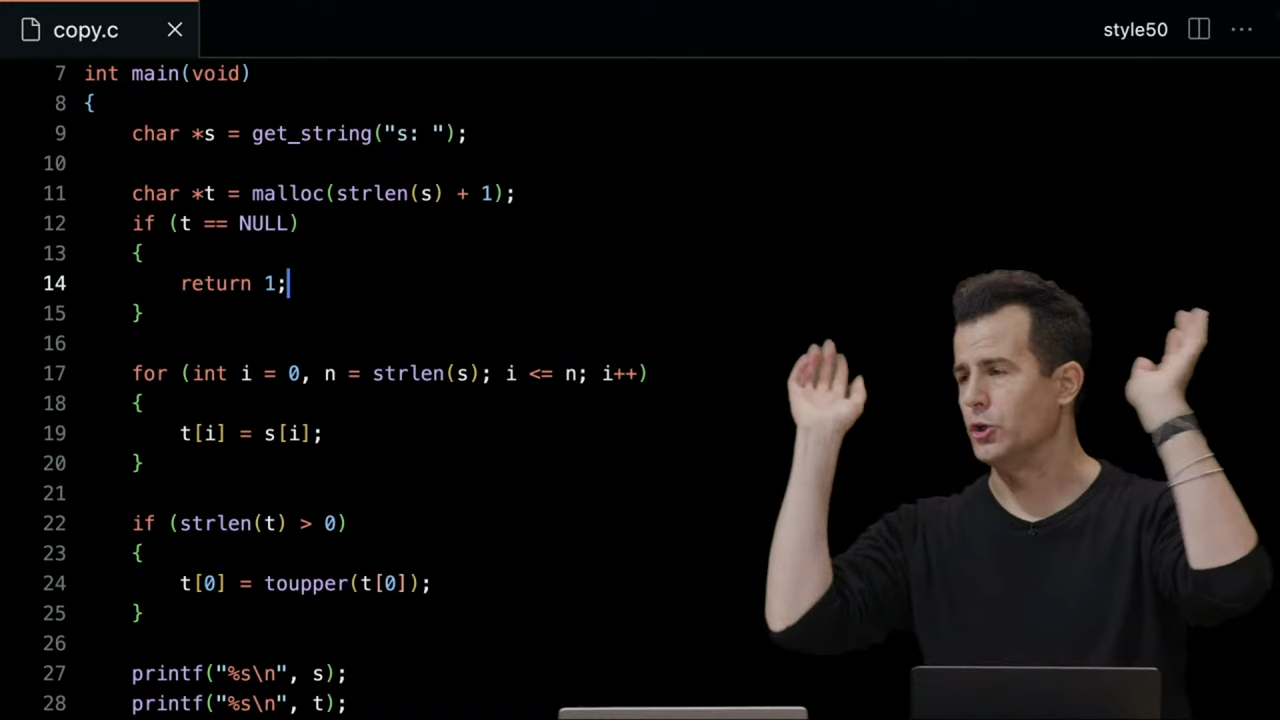 copy.c
style50
7 int main(void)
8 {
9 char *s = get_string("s: ");
10
11 char *t = malloc(strlen(s) + 1);
12 if (t == NULL)
13 {
14 return 1;
15 }
16
17 for (int i = 0, n = strlen(s); i <= n; i++)
18 {
19 t[i] = s[i];
20 }
21
22 if (strlen(t) > 0)
23 {
24 t[0] = toupper(t[0]);
25 }
26
27 printf("%s\n", s);
28 printf("%s\n", t);